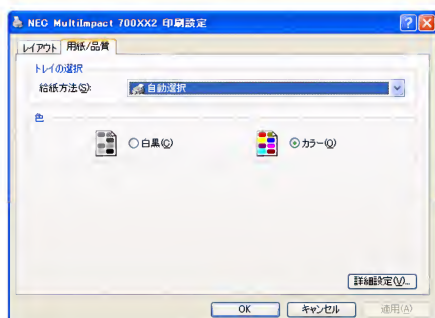 NEC MultiImpact 700XX2 印刷設定
レイアウト 用紙/品質
トレイの選択
給紙方法(S): 自動選択
色
白黒(C) カラー(O)
詳細設定(V)...
OK キャンセル 適用(A)